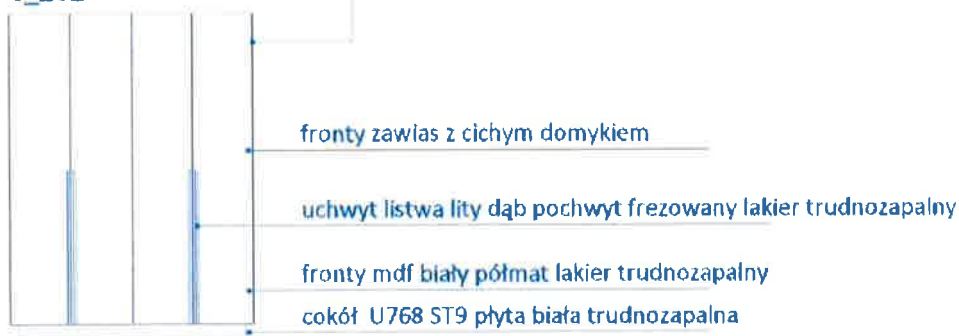 fronty zawias z cichym domykiem
uchwyt listwa lity dąb pochwyt frezowany lakier trudnozapalny
fronty mdf biały półmat lakier trudnozapalny
cokół U768 ST9 płyta biała trudnozapalna